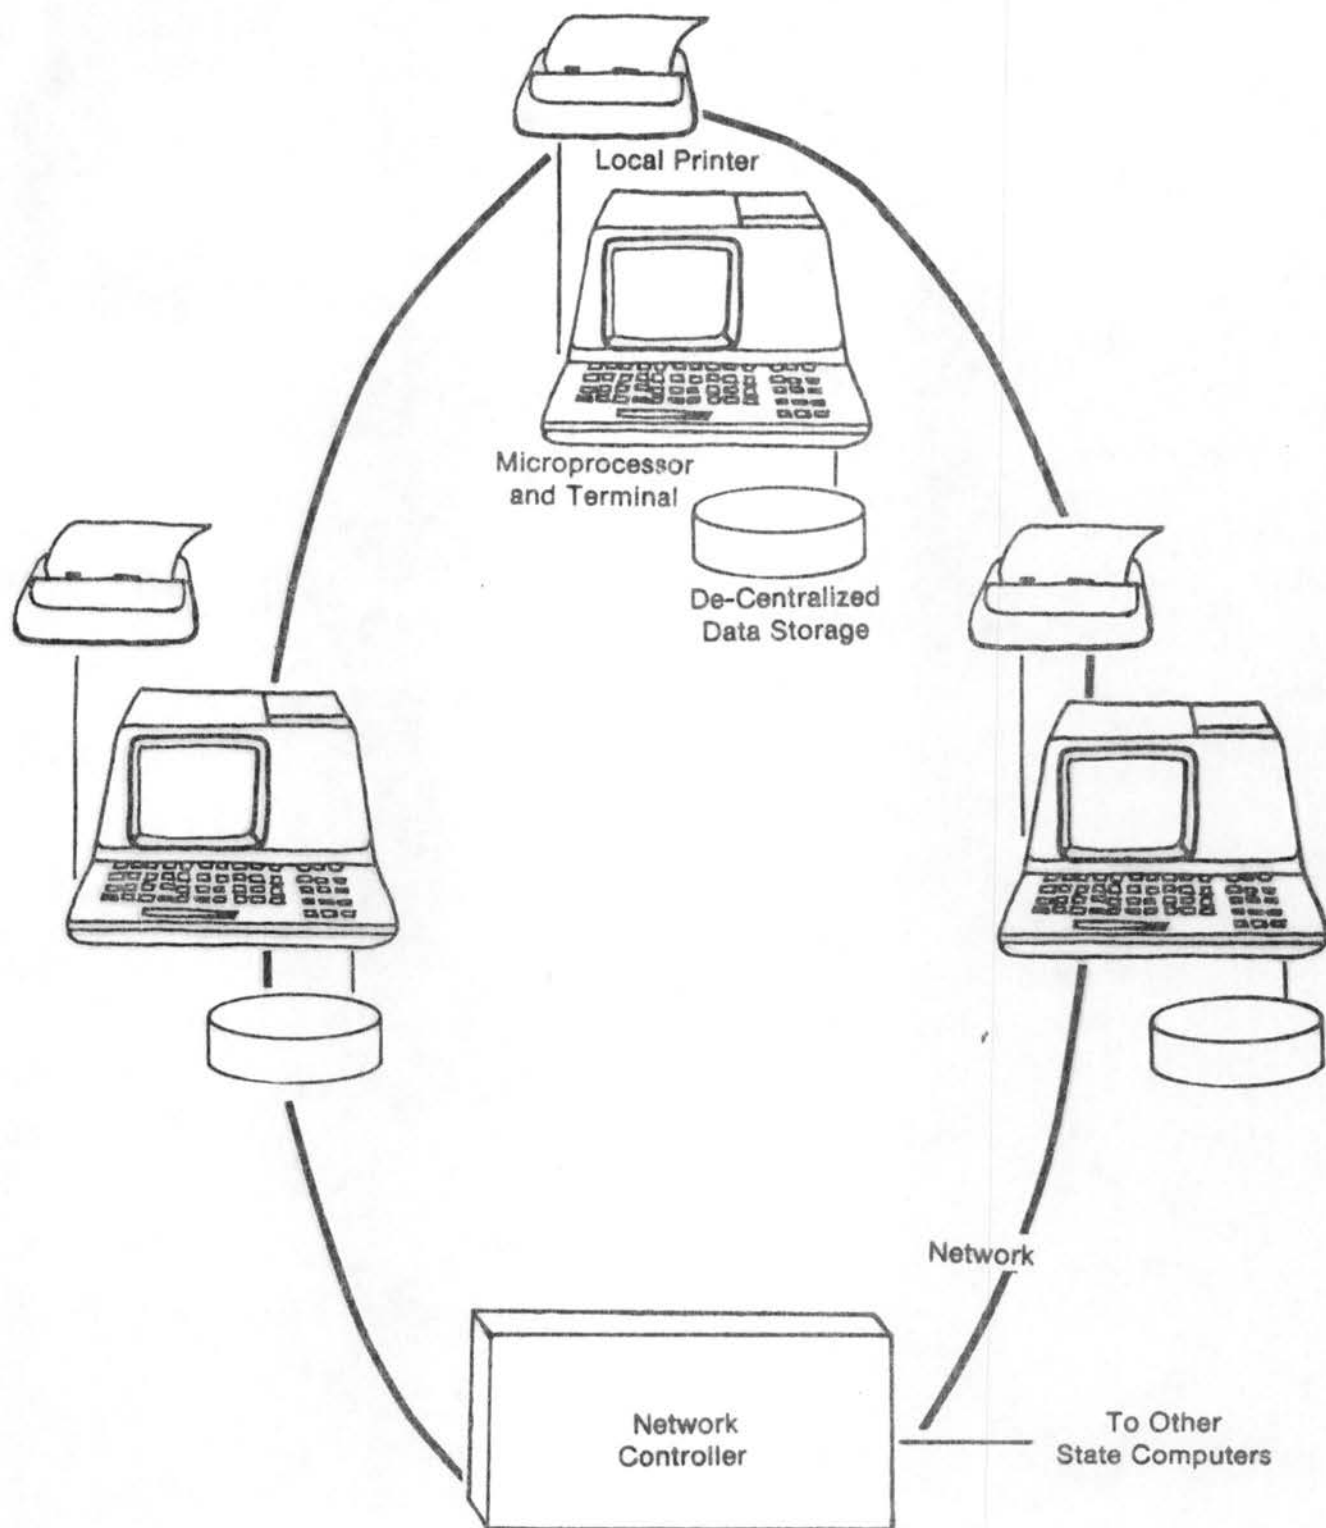 Local Printer
Microprocessor
and Terminal
De-Centralized
Data Storage
Network
Network
Controller
To Other
State Computers